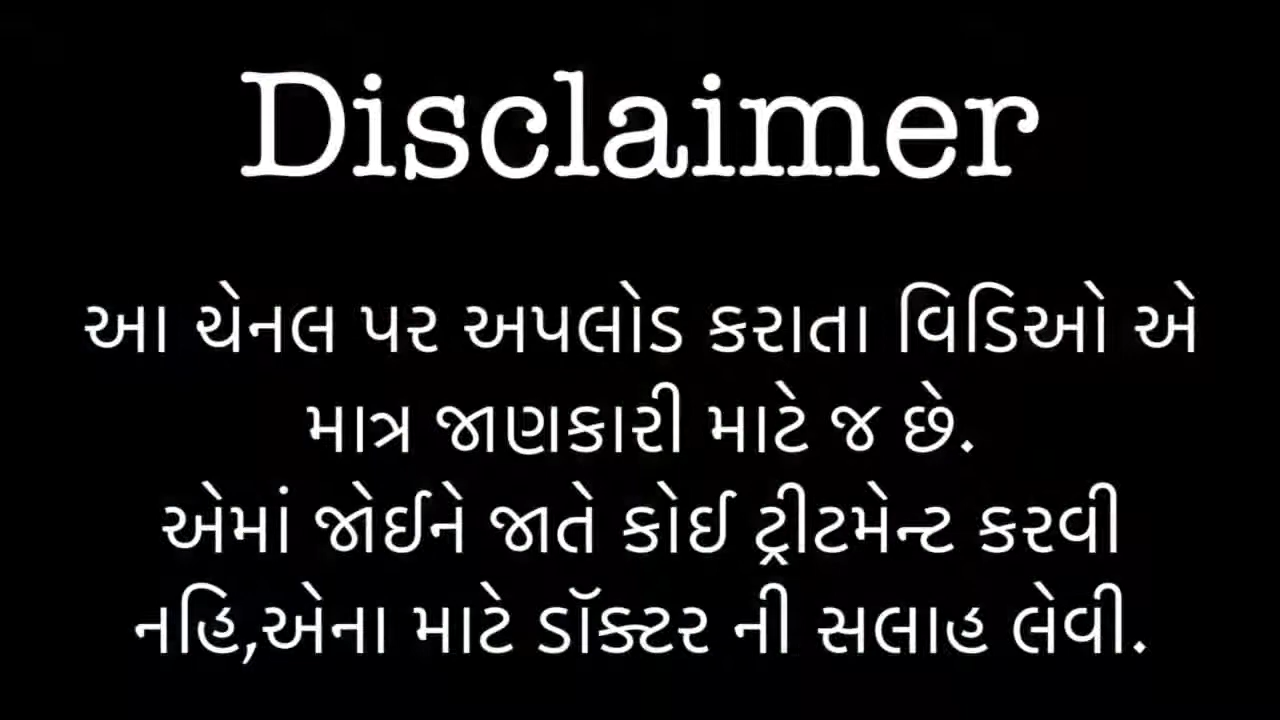 Disclaimer
આ ચેનલ પર અપલોડ કરાતા વિડિઓ એ
માત્ર જાણકારી માટે જ છે.
એમાં જોઈને જાતે કોઈ ટ્રીટમેન્ટ કરવી
નહિ,એના માટે ડૉક્ટર ની સલાહ લેવી.